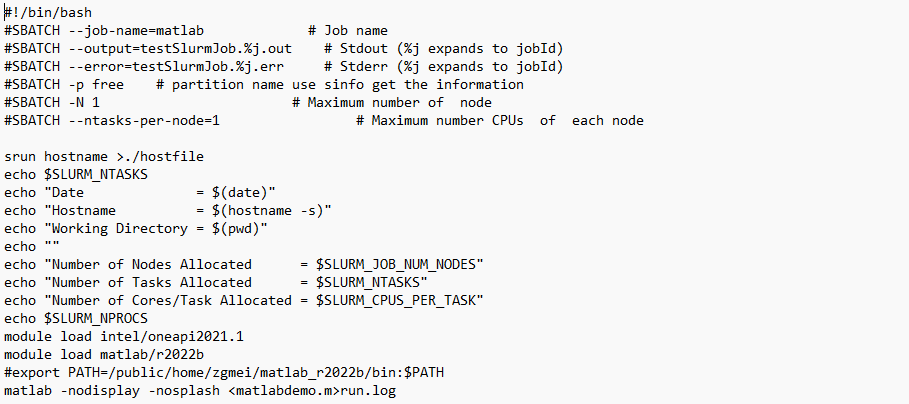 #!/bin/bash
#SBATCH --job-name=matlab             # Job name
#SBATCH --output=testSlurmJob.%j.out    # Stdout (%j expands to jobId)
#SBATCH --error=testSlurmJob.%j.err     # Stderr (%j expands to jobId)
#SBATCH -p free    # partition name use sinfo get the information
#SBATCH -N 1                        # Maximum number of  node
#SBATCH --ntasks-per-node=1                 # Maximum number CPUs  of  each node

srun hostname >./hostfile
echo $SLURM_NTASKS
echo "Date              = $(date)"
echo "Hostname          = $(hostname -s)"
echo "Working Directory = $(pwd)"
echo ""
echo "Number of Nodes Allocated      = $SLURM_JOB_NUM_NODES"
echo "Number of Tasks Allocated      = $SLURM_NTASKS"
echo "Number of Cores/Task Allocated = $SLURM_CPUS_PER_TASK"
echo $SLURM_NPROCS
module load intel/oneapi2021.1
module load matlab/r2022b
#export PATH=/public/home/zgmei/matlab_r2022b/bin:$PATH
matlab -nodisplay -nosplash <matlabdemo.m>run.log